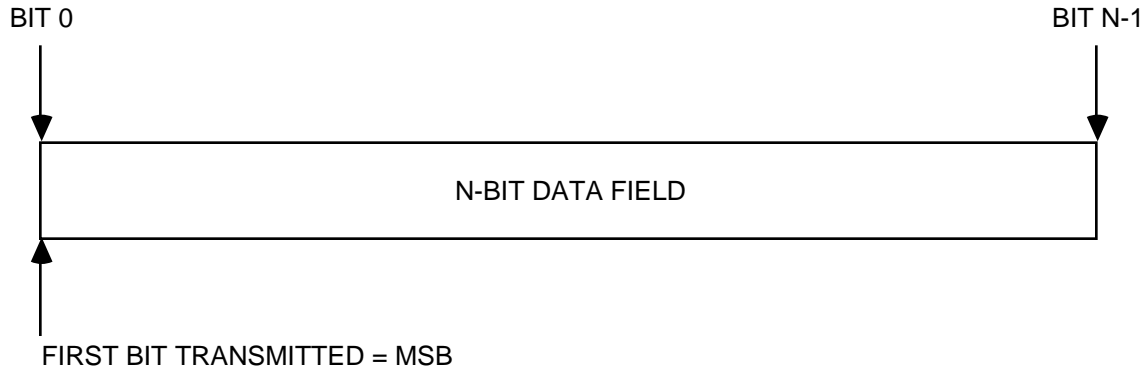 BIT 0
BIT N-1
N-BIT DATA FIELD
FIRST BIT TRANSMITTED = MSB